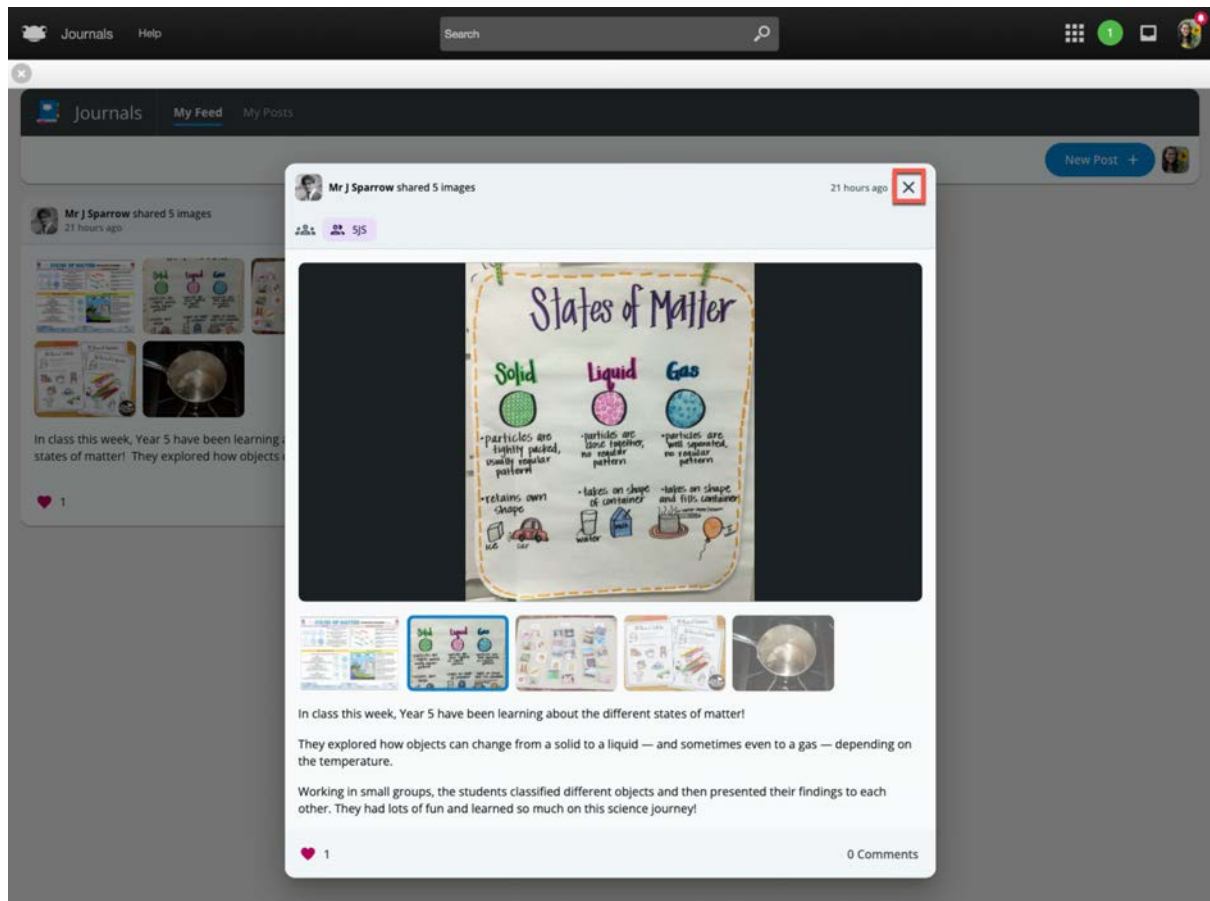 Journals Help Search 1
Journals My Feed My Posts
New Post +
Mr J Sparrow shared 5 images
21 hours ago
In class this week, Year 5 have been learning
states of matter! They explored how objects
1
Mr J Sparrow shared 5 images 21 hours ago
5JS
States of Matter
Solid Liquid Gas
•particles are
tightly packed,
usually regular
pattern
•particles are
close together,
no regular
pattern
•particles are
well separated,
no regular
pattern
•retains own
shape
•takes on shape
of container
•takes on shape
and fills container
ice car
water milk
STATES OF MATTER
Solid Liquid Gas
In class this week, Year 5 have been learning about the different states of matter!
They explored how objects can change from a solid to a liquid — and sometimes even to a gas — depending on
the temperature.
Working in small groups, the students classified different objects and then presented their findings to each
other. They had lots of fun and learned so much on this science journey!
1 0 Comments